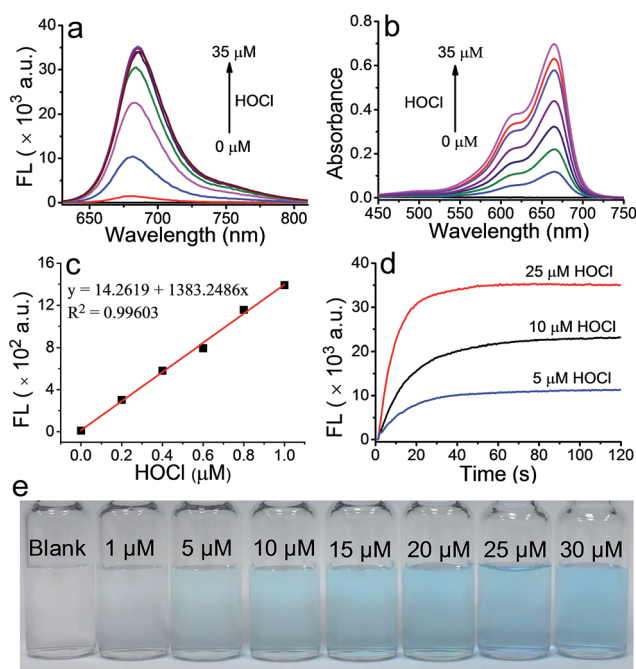 a
35 μM
HOCl
0 μM
FL ( × 10³ a.u.)
40
30
20
10
0
650 700 750 800
Wavelength (nm)
b
35 μM
HOCl
0 μM
Absorbance
0.8
0.6
0.4
0.2
0.0
450 500 550 600 650 700 750
Wavelength (nm)
c
y = 14.2619 + 1383.2486x
R² = 0.99603
FL ( × 10² a.u.)
16
12
8
4
0
0.0 0.2 0.4 0.6 0.8 1.0
HOCl (μM)
d
25 μM HOCl
10 μM HOCl
5 μM HOCl
FL ( × 10³ a.u.)
40
30
20
10
0
0 20 40 60 80 100 120
Time (s)
e
Blank 1 μM 5 μM 10 μM 15 μM 20 μM 25 μM 30 μM